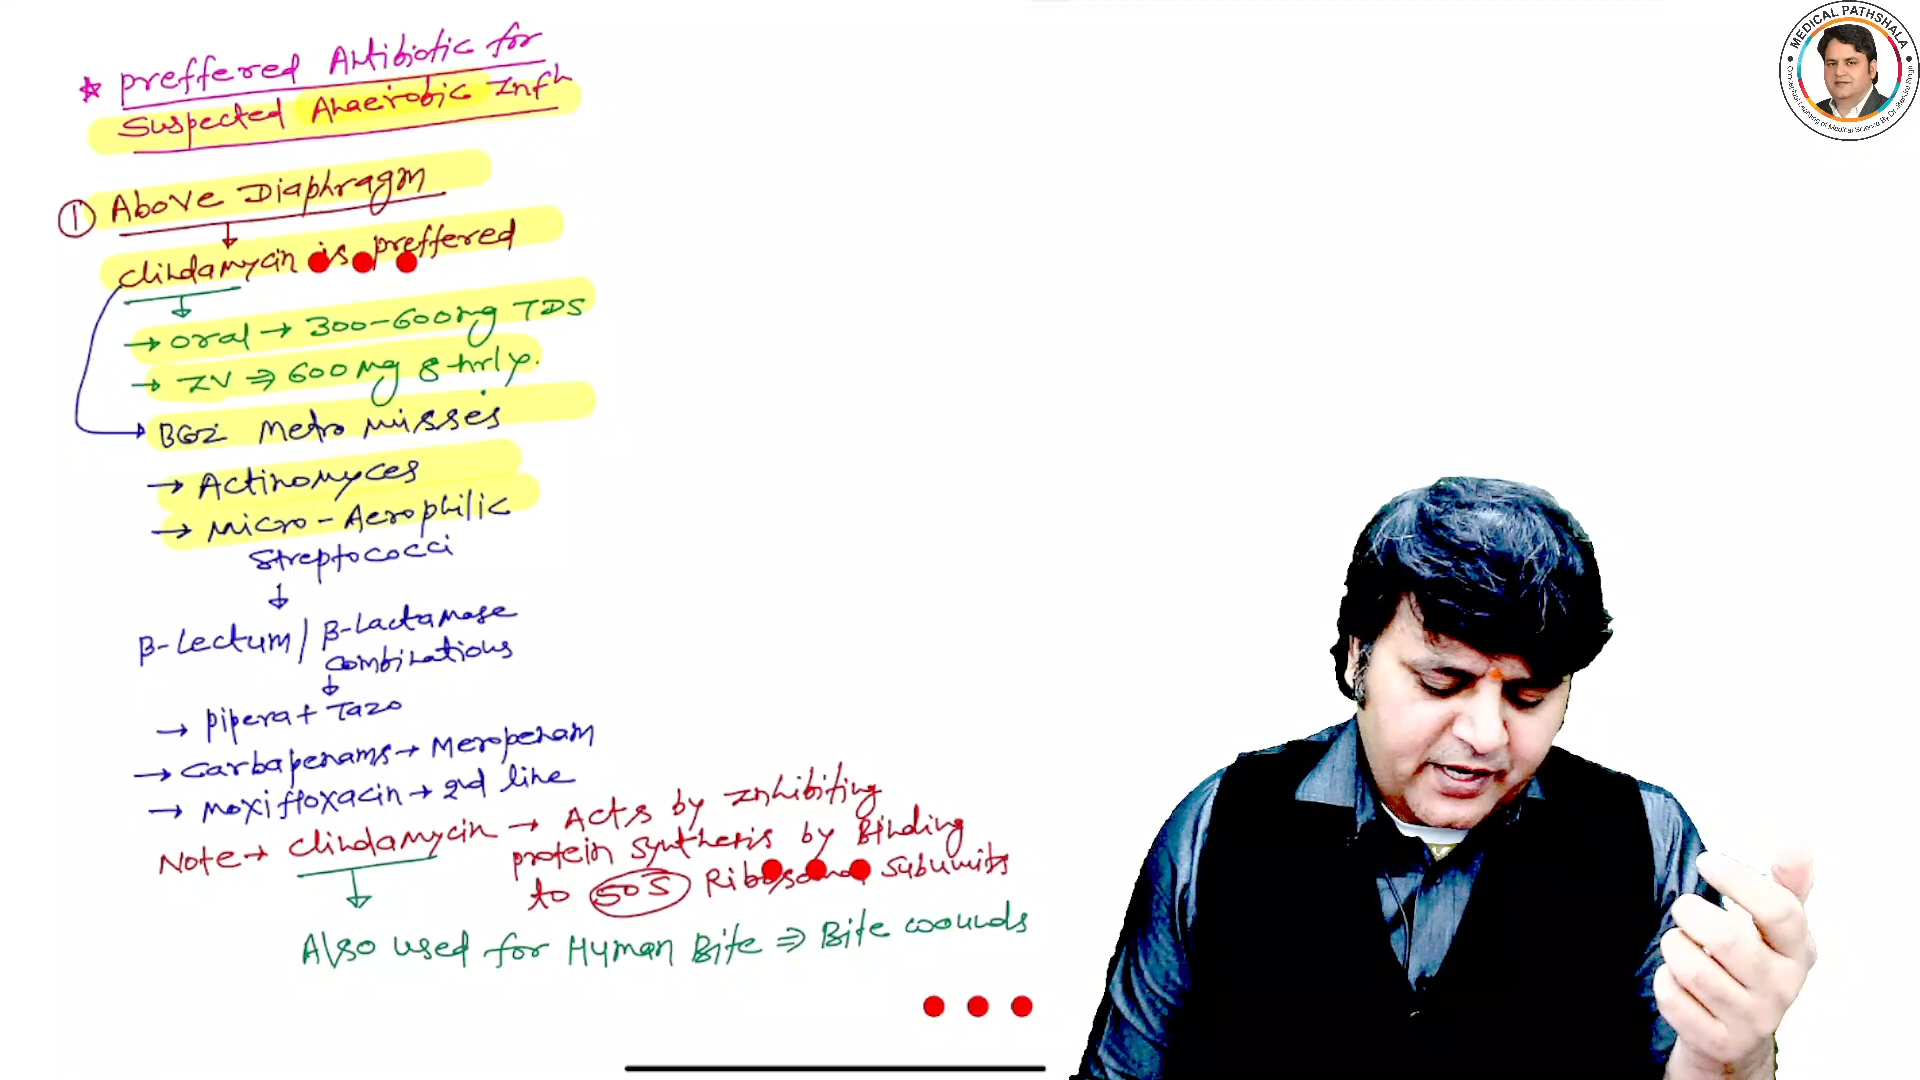 * Preffered Antibiotic for
Suspected Anaerobic Infn
① Above Diaphragm
clindamycin is preffered
→ oral → 300-600mg TDS
→ IV ⇒ 600mg 8 hrly.
BGZ Metro Misses
→ Actinomyces
→ Micro-Aerophilic
Streptococci
β-Lectum/β-Lactamase
combinations
→ Pipera + Tazo
→ Carbapenams → Meropenam
→ Moxifloxacin → 2nd line
Note → Clindamycin → Acts by Inhibiting
protein synthesis by Binding
to 50S Ribosomal Subunits
Also used for Human Bite ⇒ Bite wounds
MEDICAL PATHSHALA